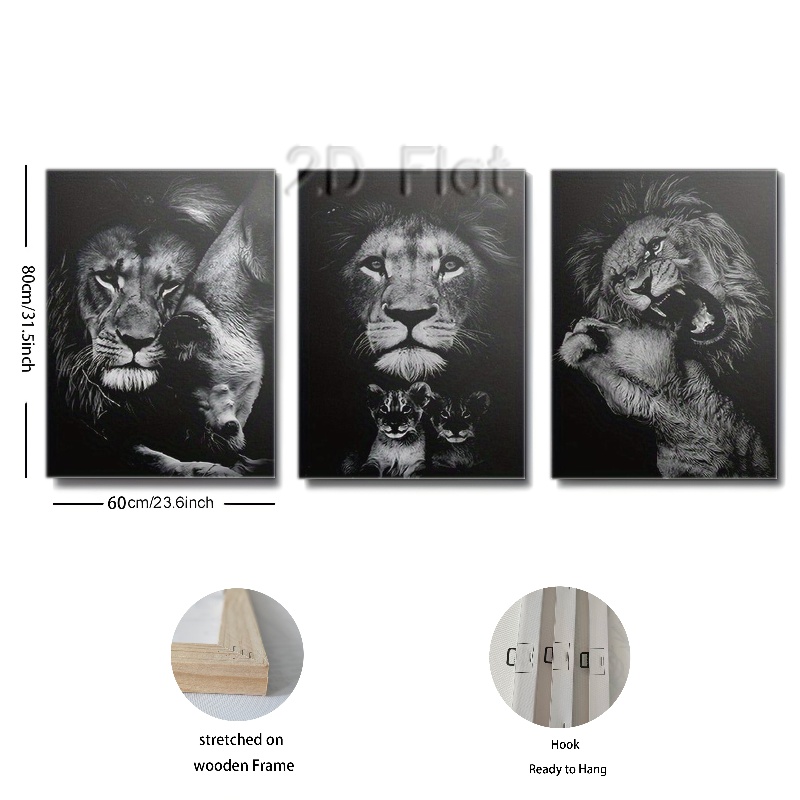 2D Flat
80cm/31.5inch
60cm/23.6inch
stretched on
wooden Frame
Hook
Ready to Hang